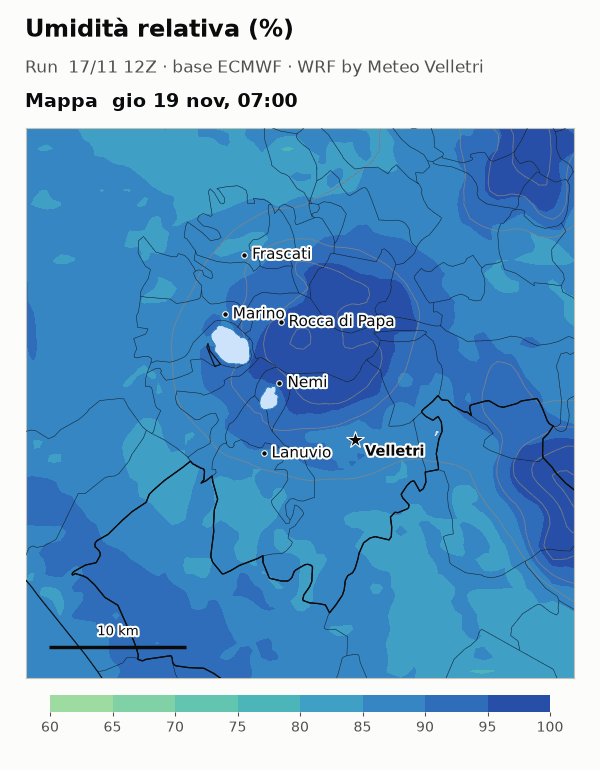 Umidità relativa (%)
Run  17/11 12Z · base ECMWF · WRF by Meteo Velletri
Mappa  gio 19 nov, 07:00
Frascati
Marino
Rocca di Papa
Nemi
Velletri
Lanuvio
10 km
60 65 70 75 80 85 90 95 100